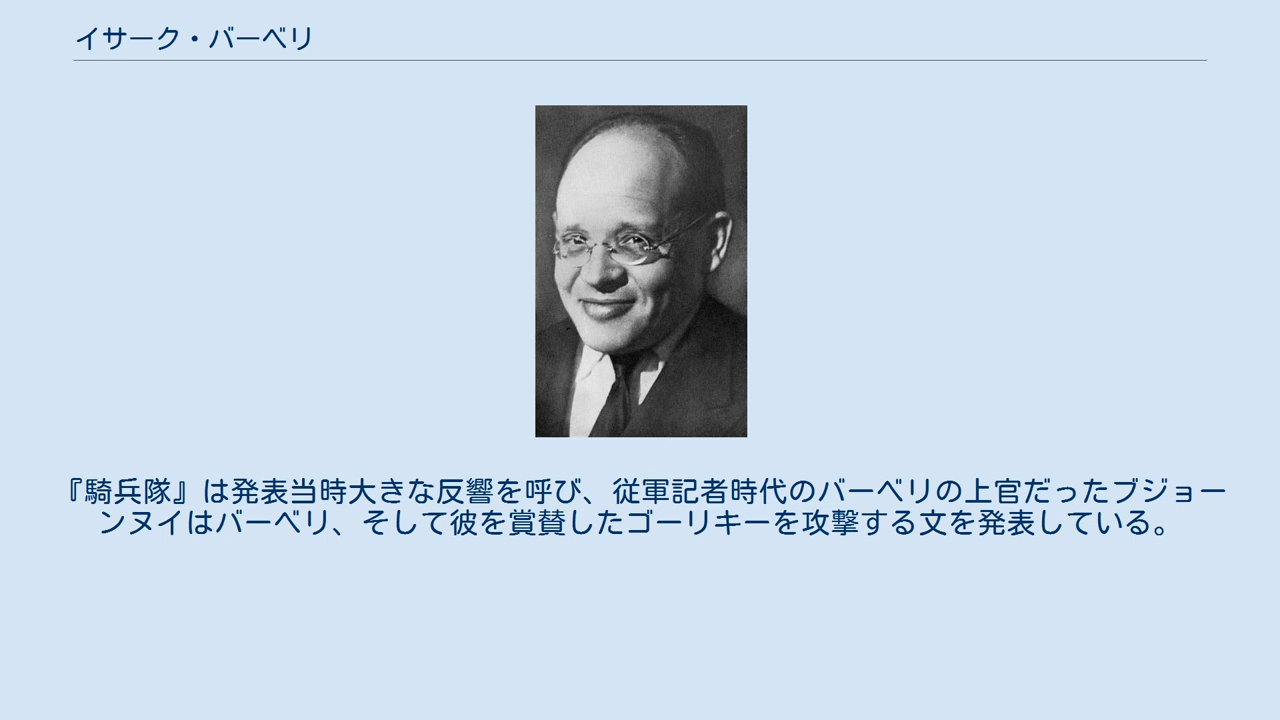 イサーク・バーベリ
『騎兵隊』は発表当時大きな反響を呼び、従軍記者時代のバーベリの上官だったブジョー
ンヌイはバーベリ、そして彼を賞賛したゴーリキーを攻撃する文を発表している。